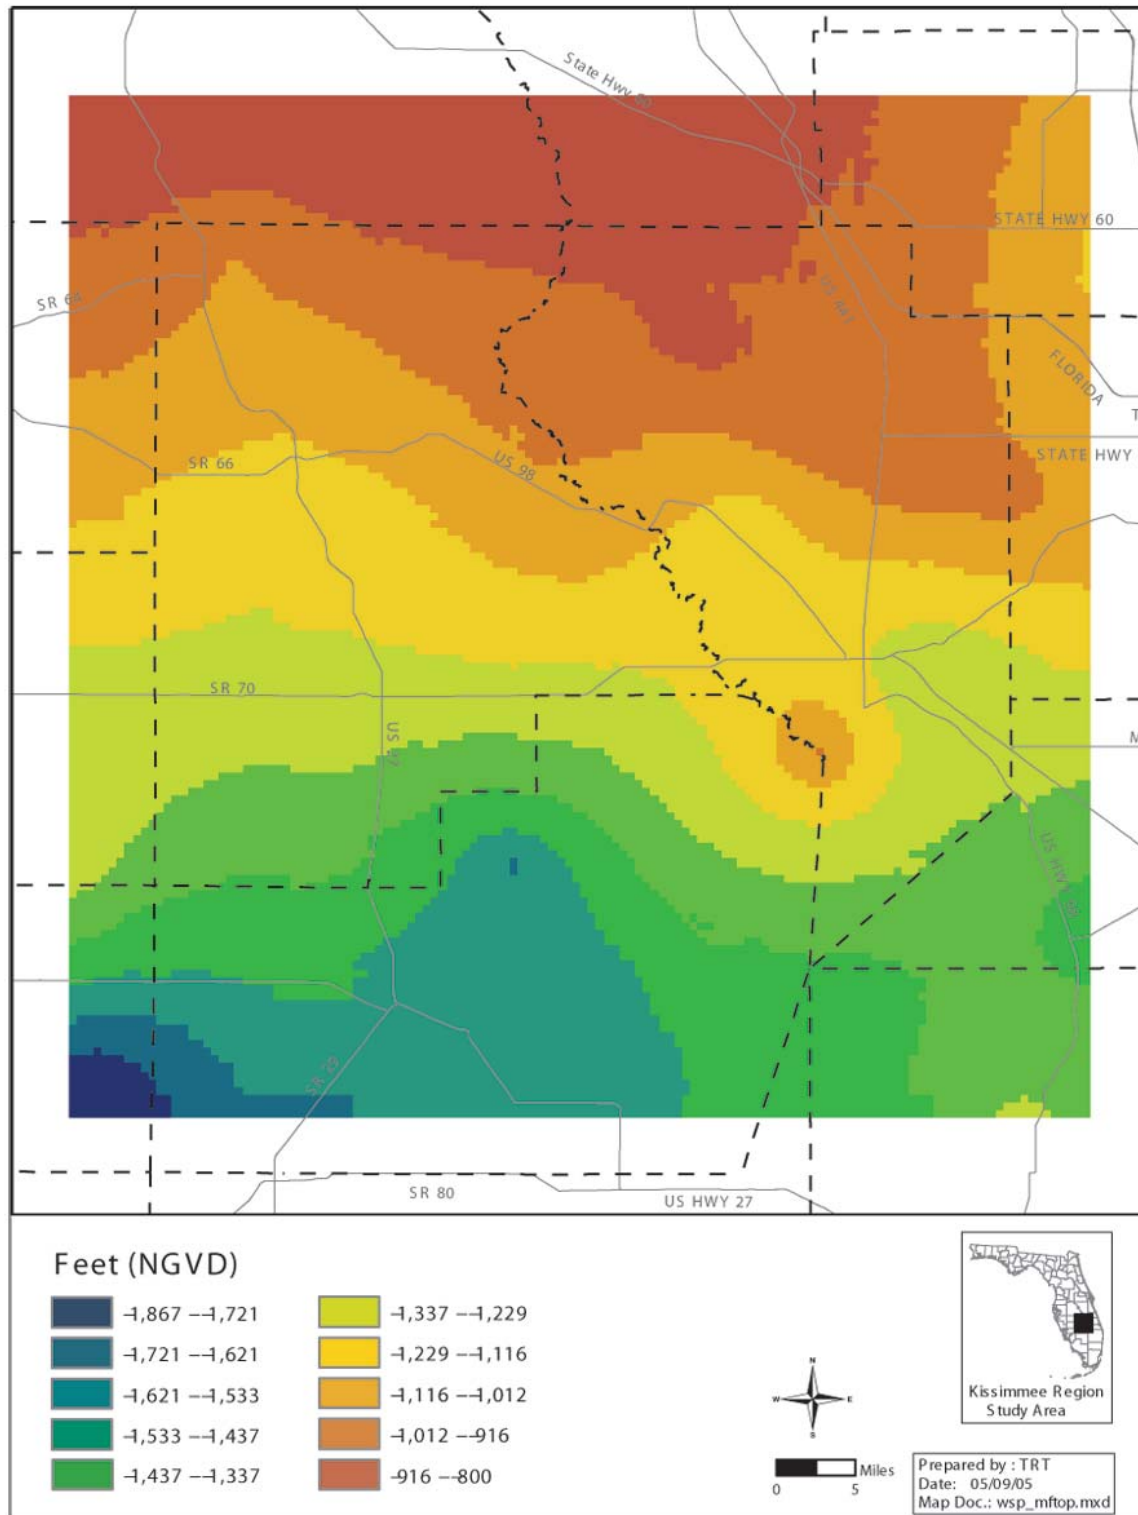 State Hwy 60
STATE HWY 60
SR 64
US 441
FLORIDA
T
STATE HWY
SR 66
US 98
SR 70
US 27
M
US HWY 98
SR 29
SR 80
US HWY 27
Feet (NGVD)
-1,867 --1,721
-1,721 --1,621
-1,621 --1,533
-1,533 --1,437
-1,437 --1,337
-1,337 --1,229
-1,229 --1,116
-1,116 --1,012
-1,012 --916
-916 --800
N
W E
S
0 5 Miles
Kissimmee Region
Study Area
Prepared by : TRT
Date: 05/09/05
Map Doc.: wsp_mftop.mxd